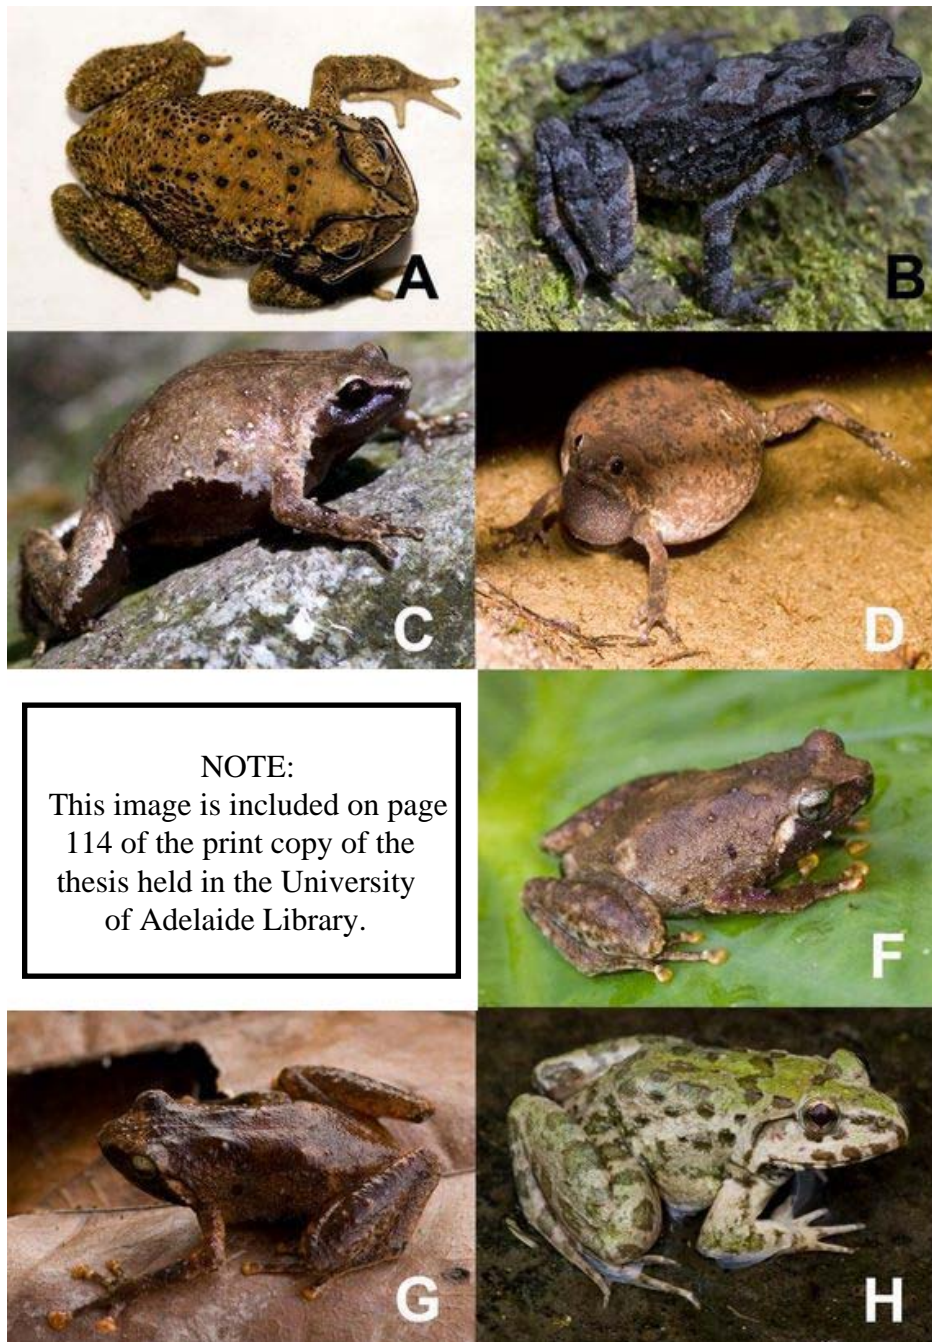 A
B
C
D
NOTE:
This image is included on page
114 of the print copy of the
thesis held in the University
of Adelaide Library.
F
G
H